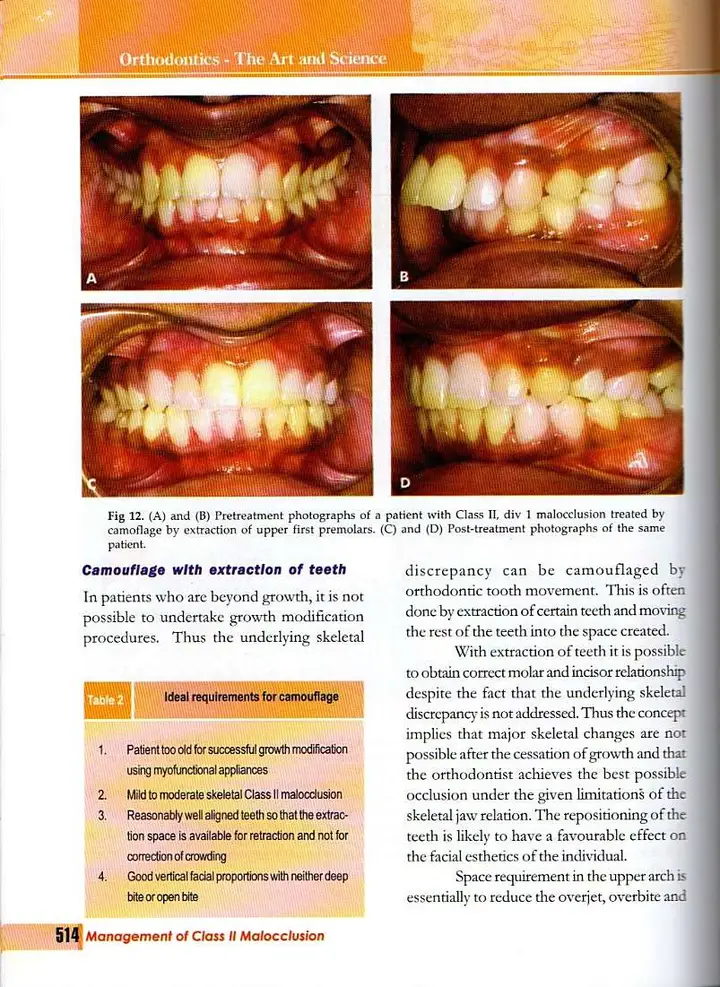 Orthodontics - The Art and Science
A
B
C
D
Fig 12. (A) and (B) Pretreatment photographs of a patient with Class II, div 1 malocclusion treated by
camoflage by extraction of upper first premolars. (C) and (D) Post-treatment photographs of the same
patient.
Camouflage with extraction of teeth
In patients who are beyond growth, it is not
possible to undertake growth modification
procedures. Thus the underlying skeletal
Table 2
Ideal requirements for camouflage
1. Patient too old for successful growth modification
using myofunctional appliances
2. Mild to moderate skeletal Class II malocclusion
3. Reasonably well aligned teeth so that the extrac-
tion space is available for retraction and not for
correction of crowding
4. Good vertical facial proportions with neither deep
bite or open bite
discrepancy can be camouflaged by
orthodontic tooth movement. This is often
done by extraction of certain teeth and moving
the rest of the teeth into the space created.
With extraction of teeth it is possible
to obtain correct molar and incisor relationship
despite the fact that the underlying skeletal
discrepancy is not addressed. Thus the concept
implies that major skeletal changes are not
possible after the cessation of growth and that
the orthodontist achieves the best possible
occlusion under the given limitations of the
skeletal jaw relation. The repositioning of the
teeth is likely to have a favourable effect on
the facial esthetics of the individual.
Space requirement in the upper arch is
essentially to reduce the overjet, overbite and
514 Management of Class II Malocclusion